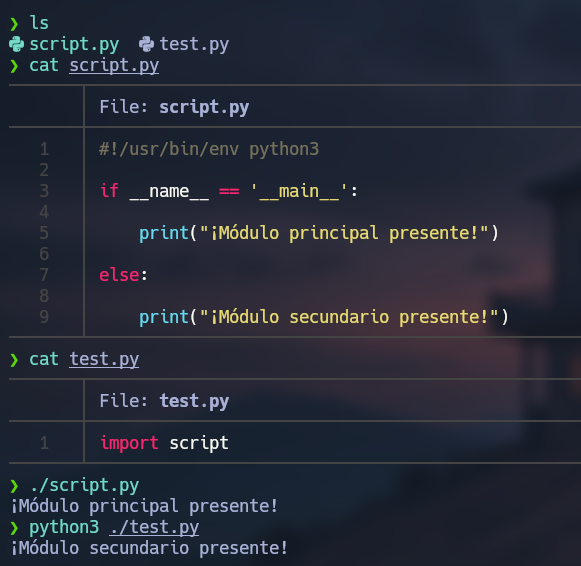 ❯ ls
script.py test.py
❯ cat script.py
File: script.py
1 #!/usr/bin/env python3
2
3 if __name__ == '__main__':
4
5 print("¡Módulo principal presente!")
6
7 else:
8
9 print("¡Módulo secundario presente!")
❯ cat test.py
File: test.py
1 import script
❯ ./script.py
¡Módulo principal presente!
❯ python3 ./test.py
¡Módulo secundario presente!